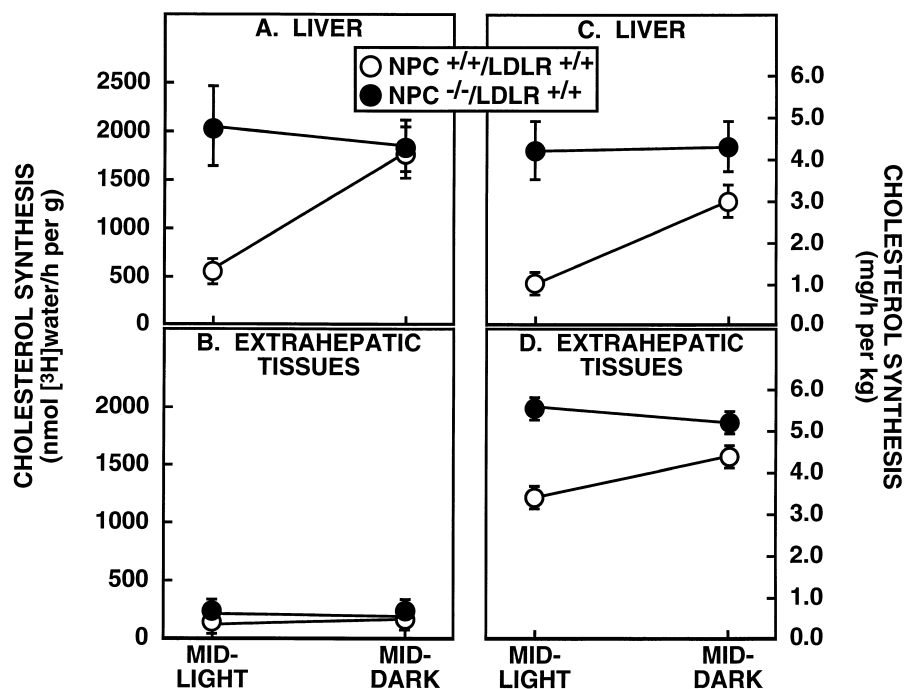 A. LIVER
C. LIVER
NPC +/+/LDLR +/+
NPC -/-/LDLR +/+
2500
2000
1500
1000
500
0
6.0
5.0
4.0
3.0
2.0
1.0
0.0
CHOLESTEROL SYNTHESIS
(nmol [³H]water/h per g)
CHOLESTEROL SYNTHESIS
(mg/h per kg)
B. EXTRAHEPATIC
TISSUES
D. EXTRAHEPATIC
TISSUES
2000
1500
1000
500
0
6.0
5.0
4.0
3.0
2.0
1.0
0.0
MID-
LIGHT
MID-
DARK
MID-
LIGHT
MID-
DARK